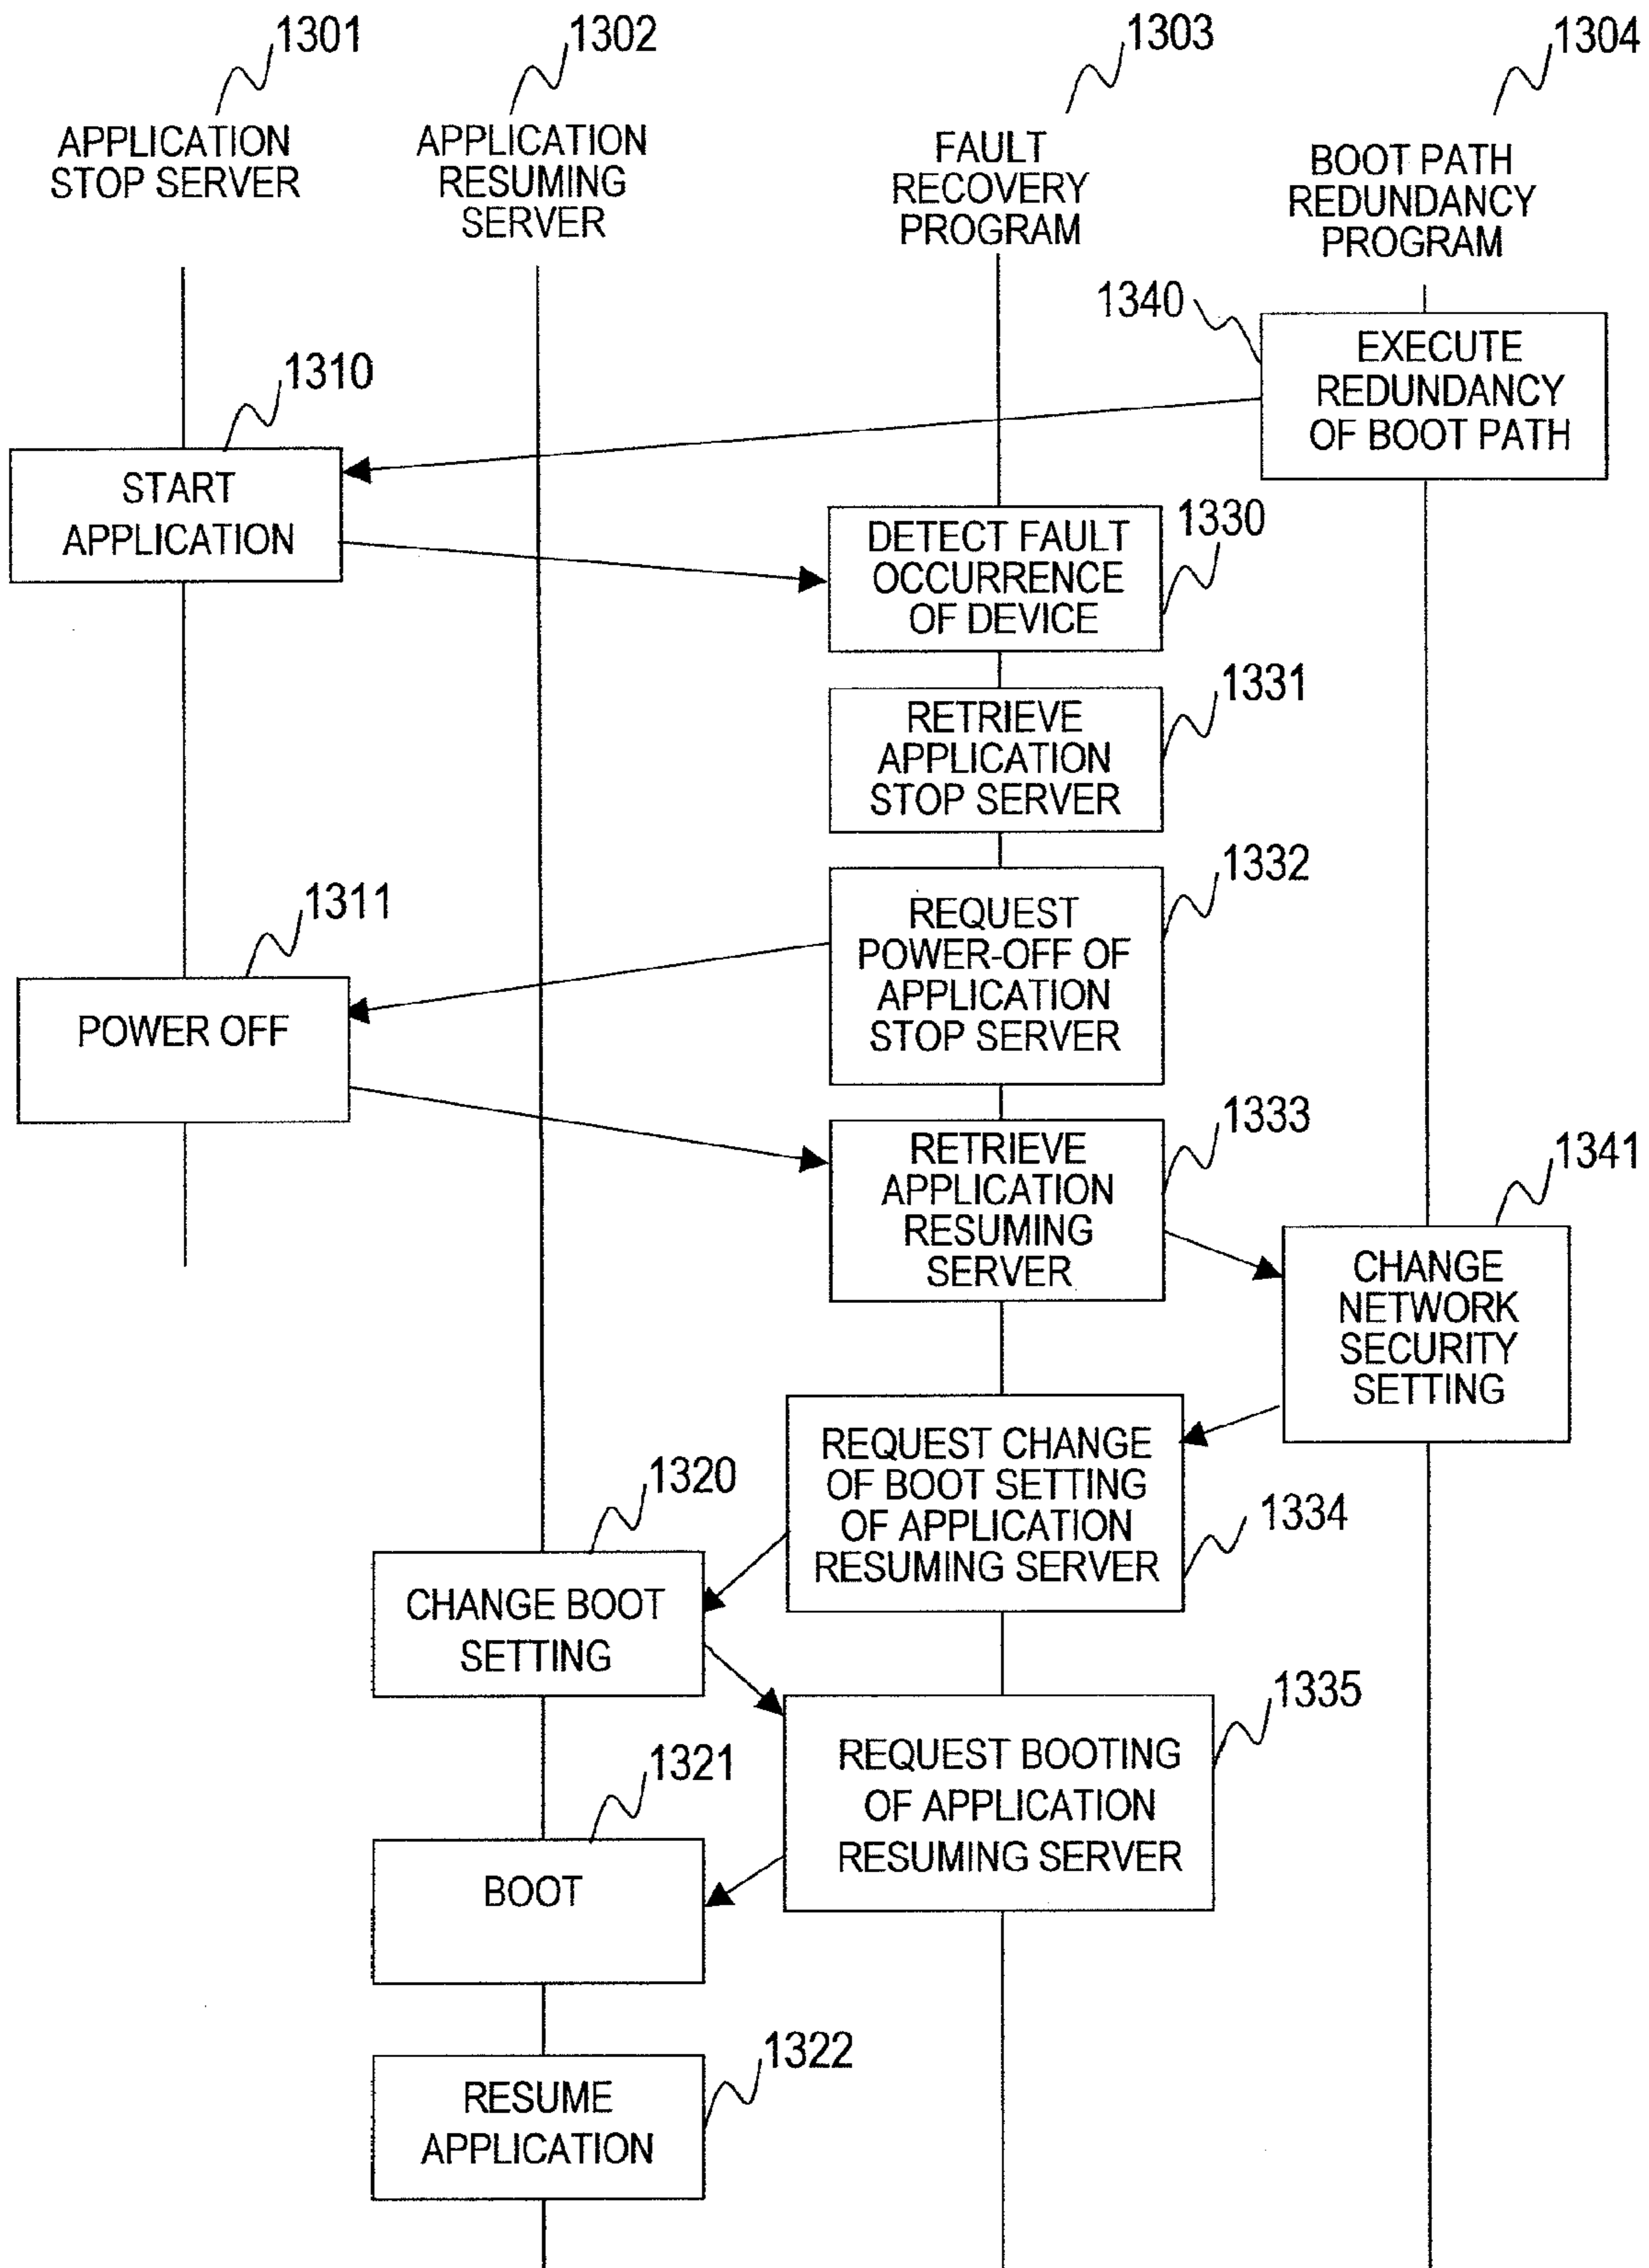 1301
1302
1303
1304
APPLICATION
STOP SERVER
APPLICATION
RESUMING
SERVER
FAULT
RECOVERY
PROGRAM
BOOT PATH
REDUNDANCY
PROGRAM
1340
EXECUTE
REDUNDANCY
OF BOOT PATH
1310
START
APPLICATION
1330
DETECT FAULT
OCCURRENCE
OF DEVICE
1331
RETRIEVE
APPLICATION
STOP SERVER
1332
REQUEST
POWER-OFF OF
APPLICATION
STOP SERVER
1311
POWER OFF
1333
RETRIEVE
APPLICATION
RESUMING
SERVER
1341
CHANGE
NETWORK
SECURITY
SETTING
REQUEST CHANGE
OF BOOT SETTING
OF APPLICATION
RESUMING SERVER
1334
1320
CHANGE BOOT
SETTING
1335
REQUEST BOOTING
OF APPLICATION
RESUMING SERVER
1321
BOOT
1322
RESUME
APPLICATION